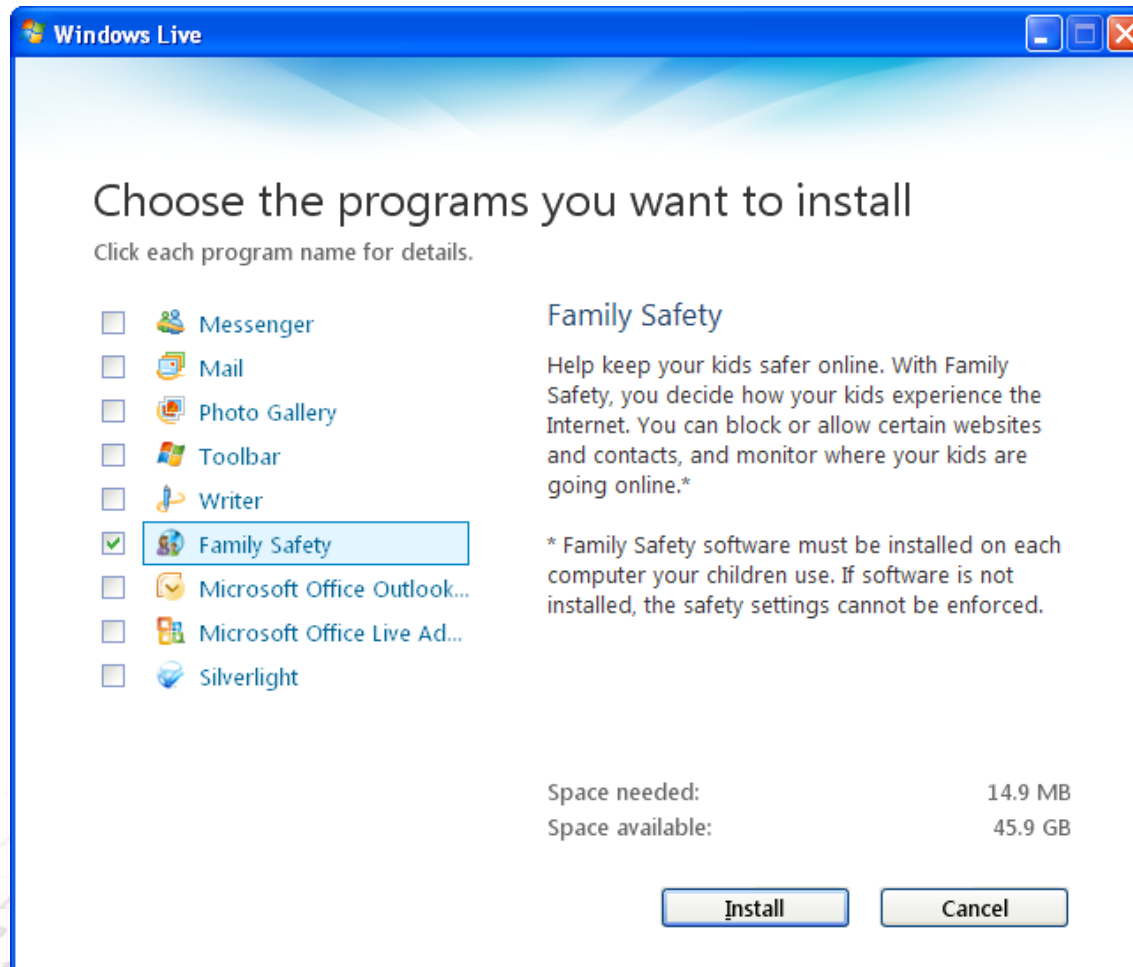 Windows Live
Choose the programs you want to install
Click each program name for details.
Messenger
Mail
Photo Gallery
Toolbar
Writer
Family Safety
Microsoft Office Outlook...
Microsoft Office Live Ad...
Silverlight
Family Safety
Help keep your kids safer online. With Family
Safety, you decide how your kids experience the
Internet. You can block or allow certain websites
and contacts, and monitor where your kids are
going online.*
* Family Safety software must be installed on each
computer your children use. If software is not
installed, the safety settings cannot be enforced.
Space needed: 14.9 MB
Space available: 45.9 GB
Install Cancel